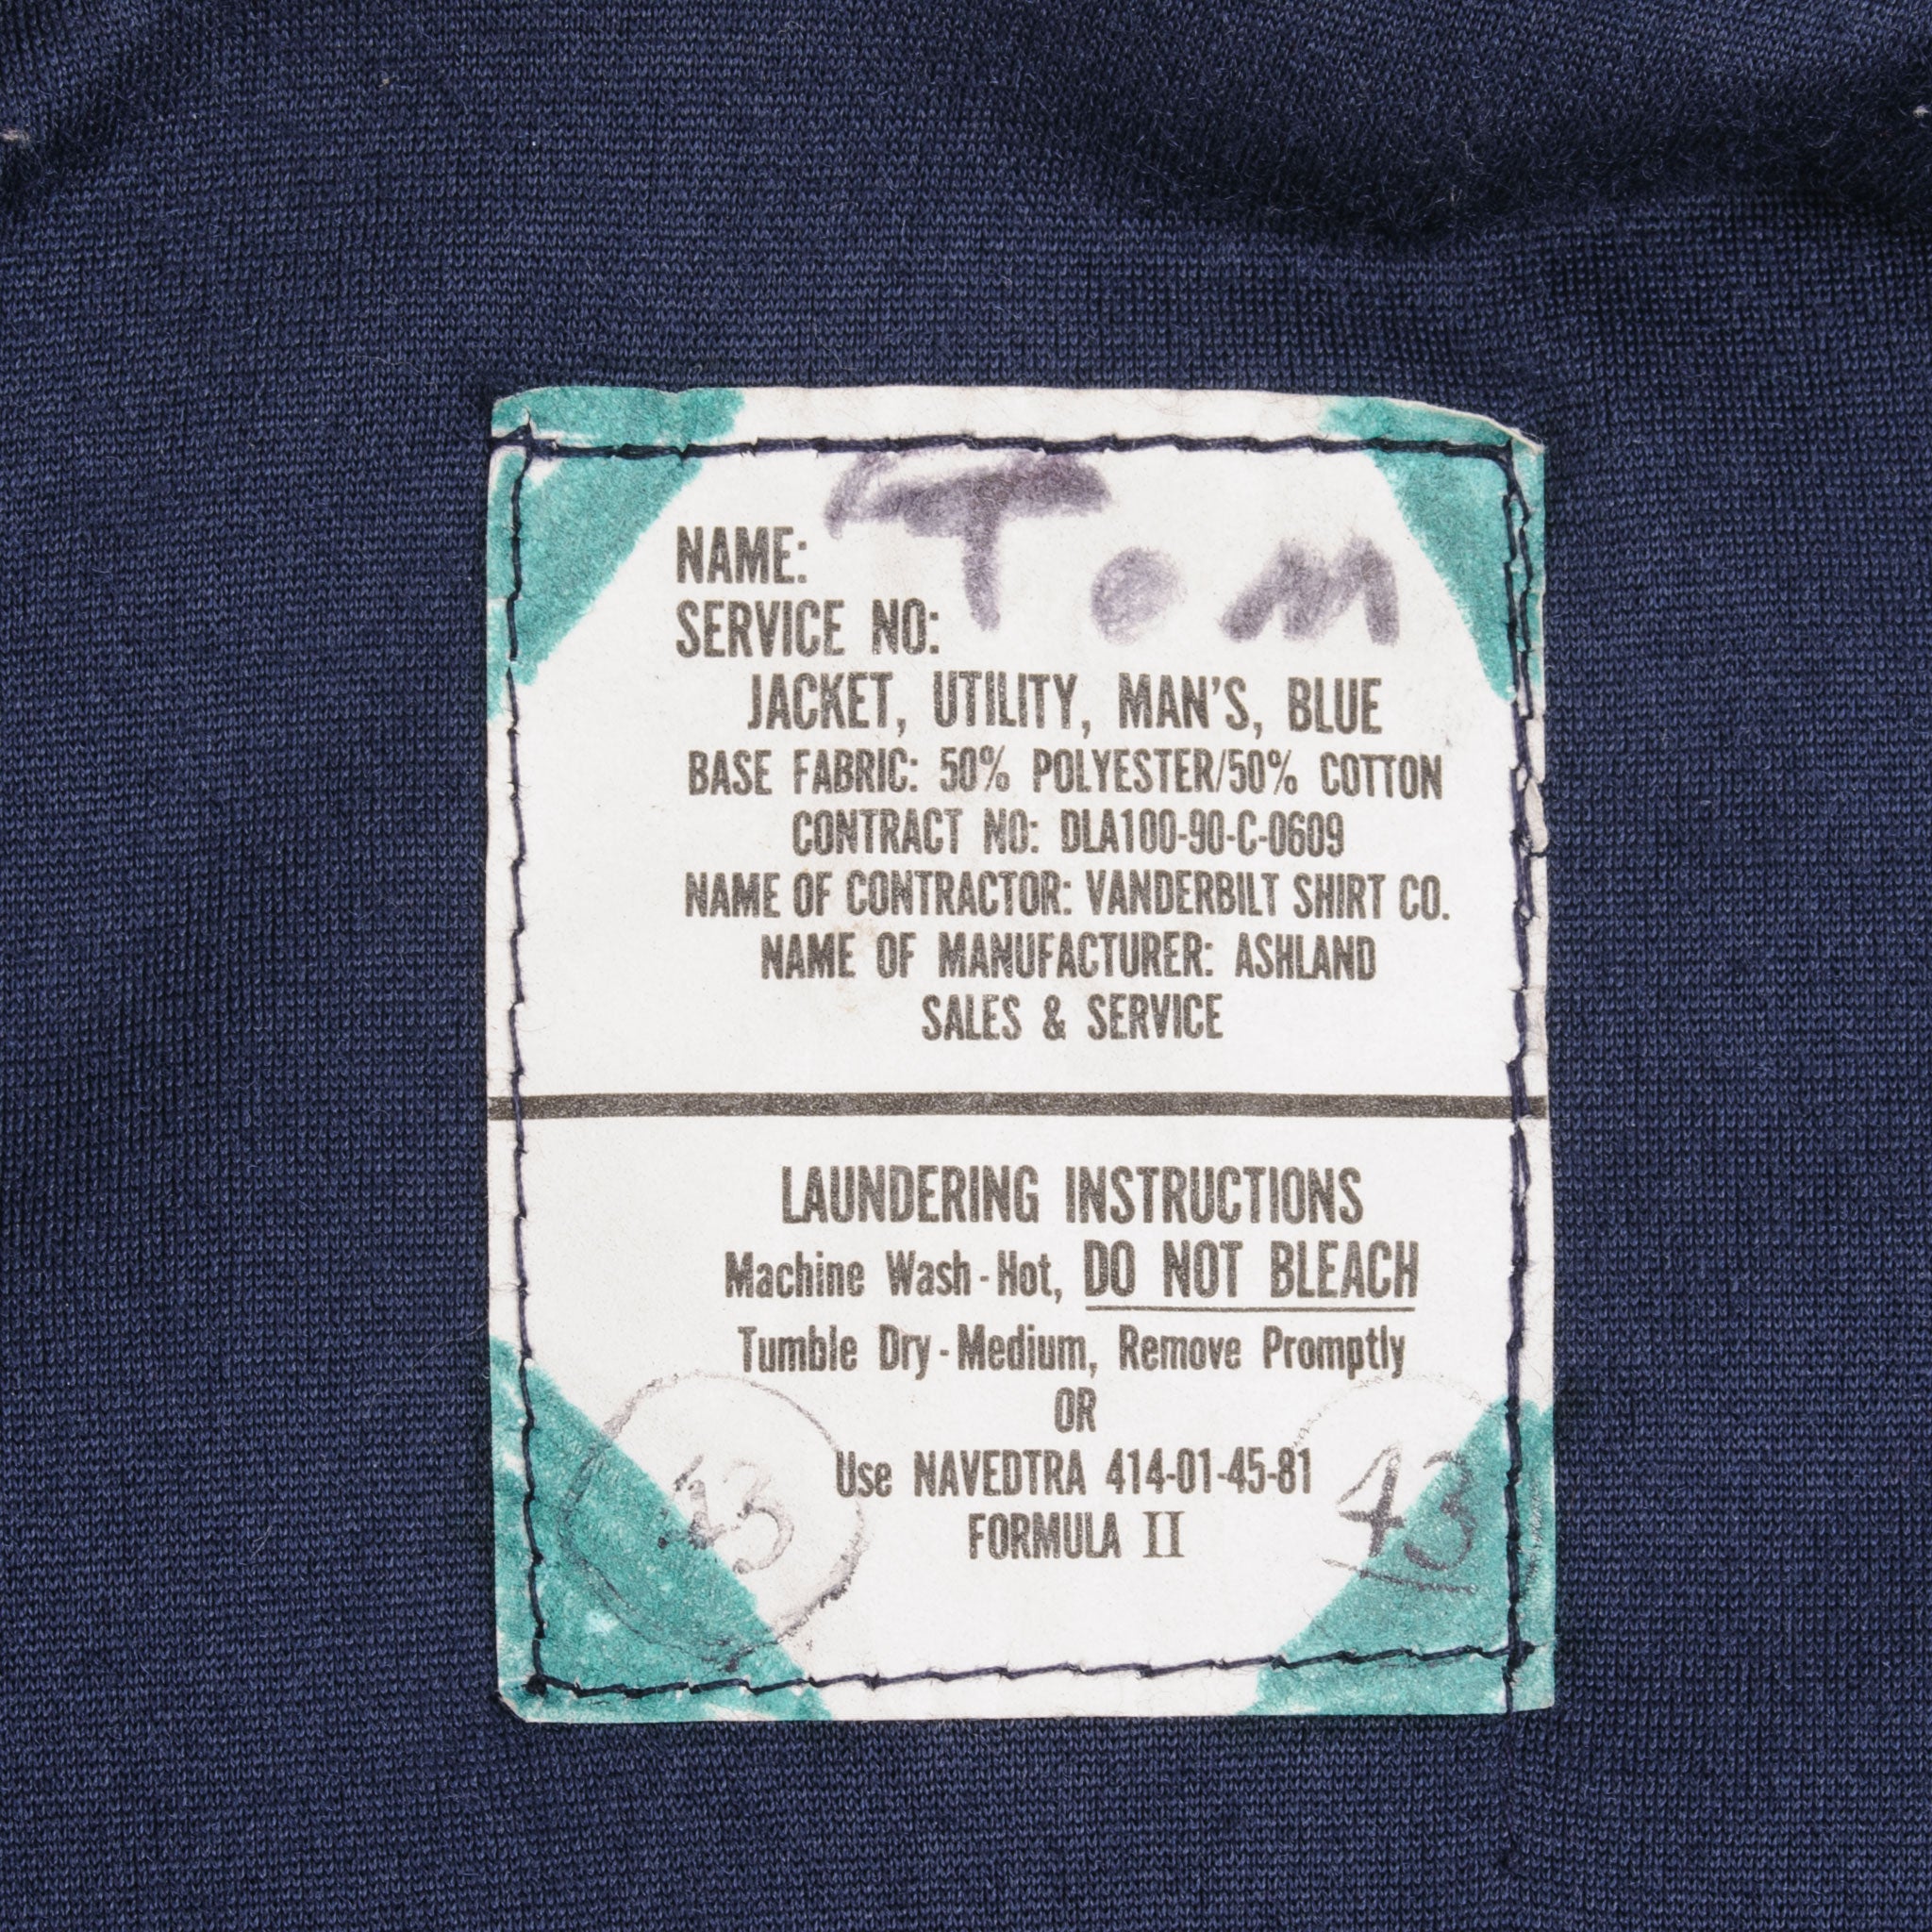 NAME: Tom
SERVICE NO:
JACKET, UTILITY, MAN'S, BLUE
BASE FABRIC: 50% POLYESTER/50% COTTON
CONTRACT NO: DLA100-90-C-0609
NAME OF CONTRACTOR: VANDERBILT SHIRT CO.
NAME OF MANUFACTURER: ASHLAND
SALES & SERVICE
LAUNDERING INSTRUCTIONS
Machine Wash-Hot, DO NOT BLEACH
Tumble Dry-Medium, Remove Promptly
OR
Use NAVEDTRA 414-01-45-81
FORMULA II
43